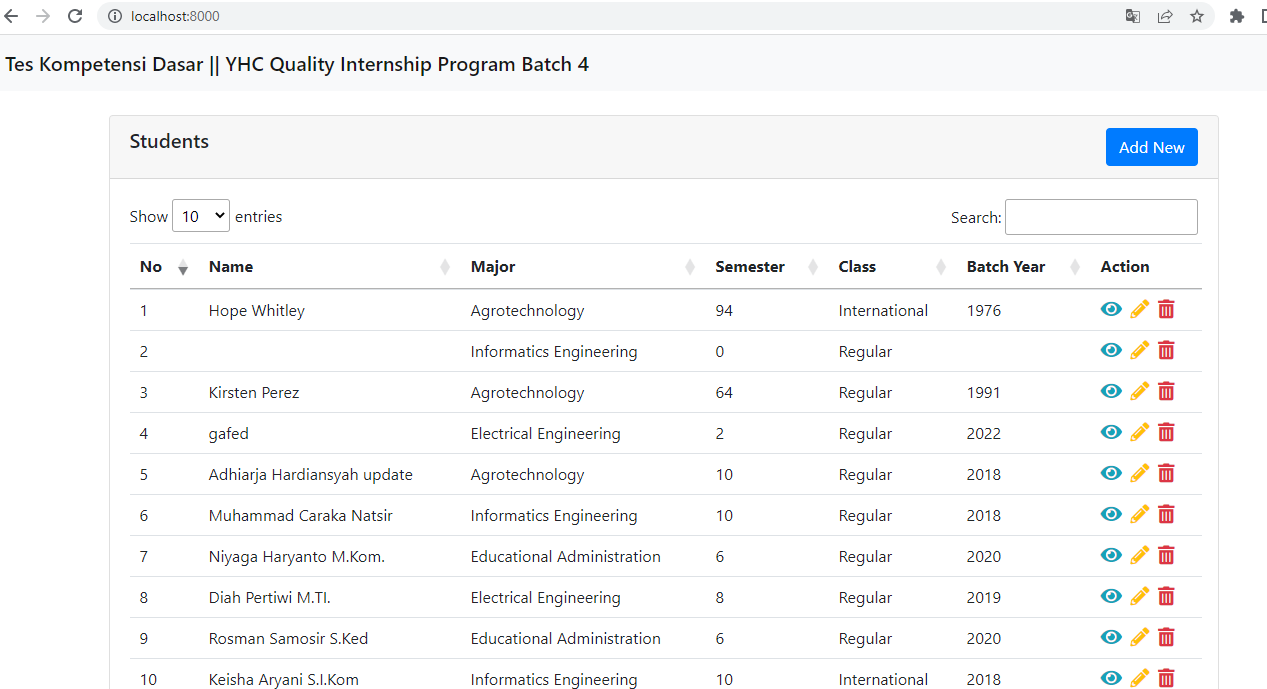 localhost:8000
Tes Kompetensi Dasar || YHC Quality Internship Program Batch 4
Students Add New
Show 10 entries Search:
No Name Major Semester Class Batch Year Action
1 Hope Whitley Agrotechnology 94 International 1976
2 Informatics Engineering 0 Regular
3 Kirsten Perez Agrotechnology 64 Regular 1991
4 gafed Electrical Engineering 2 Regular 2022
5 Adhiarja Hardiansyah update Agrotechnology 10 Regular 2018
6 Muhammad Caraka Natsir Informatics Engineering 10 Regular 2018
7 Niyaga Haryanto M.Kom. Educational Administration 6 Regular 2020
8 Diah Pertiwi M.TI. Electrical Engineering 8 Regular 2019
9 Rosman Samosir S.Ked Educational Administration 6 Regular 2020
10 Keisha Aryani S.I.Kom Informatics Engineering 10 International 2018